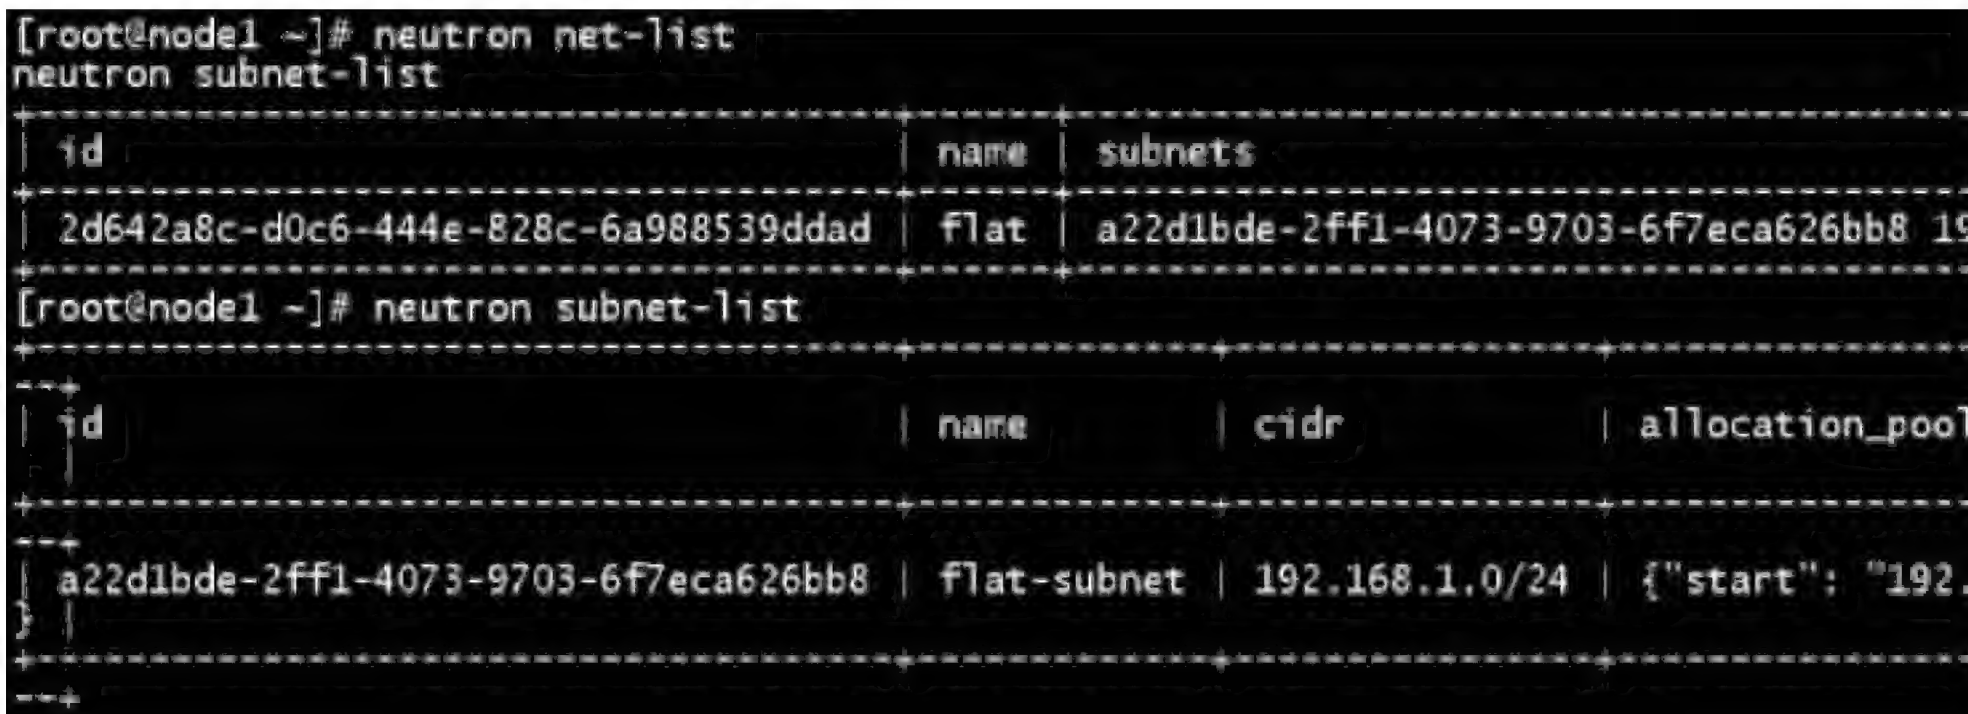 [root@node1 ~]# neutron net-list
neutron subnet-list
+--------------------------------------+------+------------------------------------
| id | name | subnets
+--------------------------------------+------+------------------------------------
| 2d642a8c-d0c6-444e-828c-6a988539ddad | flat | a22d1bde-2ff1-4073-9703-6f7eca626bb8 19
+--------------------------------------+------+------------------------------------
[root@node1 ~]# neutron subnet-list
+--------------------------------------+-------------+----------------+---------------
--+
| id | name | cidr | allocation_pool
|
+--------------------------------------+-------------+----------------+---------------
--+
| a22d1bde-2ff1-4073-9703-6f7eca626bb8 | flat-subnet | 192.168.1.0/24 | {"start": "192.
} |
+--------------------------------------+-------------+----------------+---------------
--+